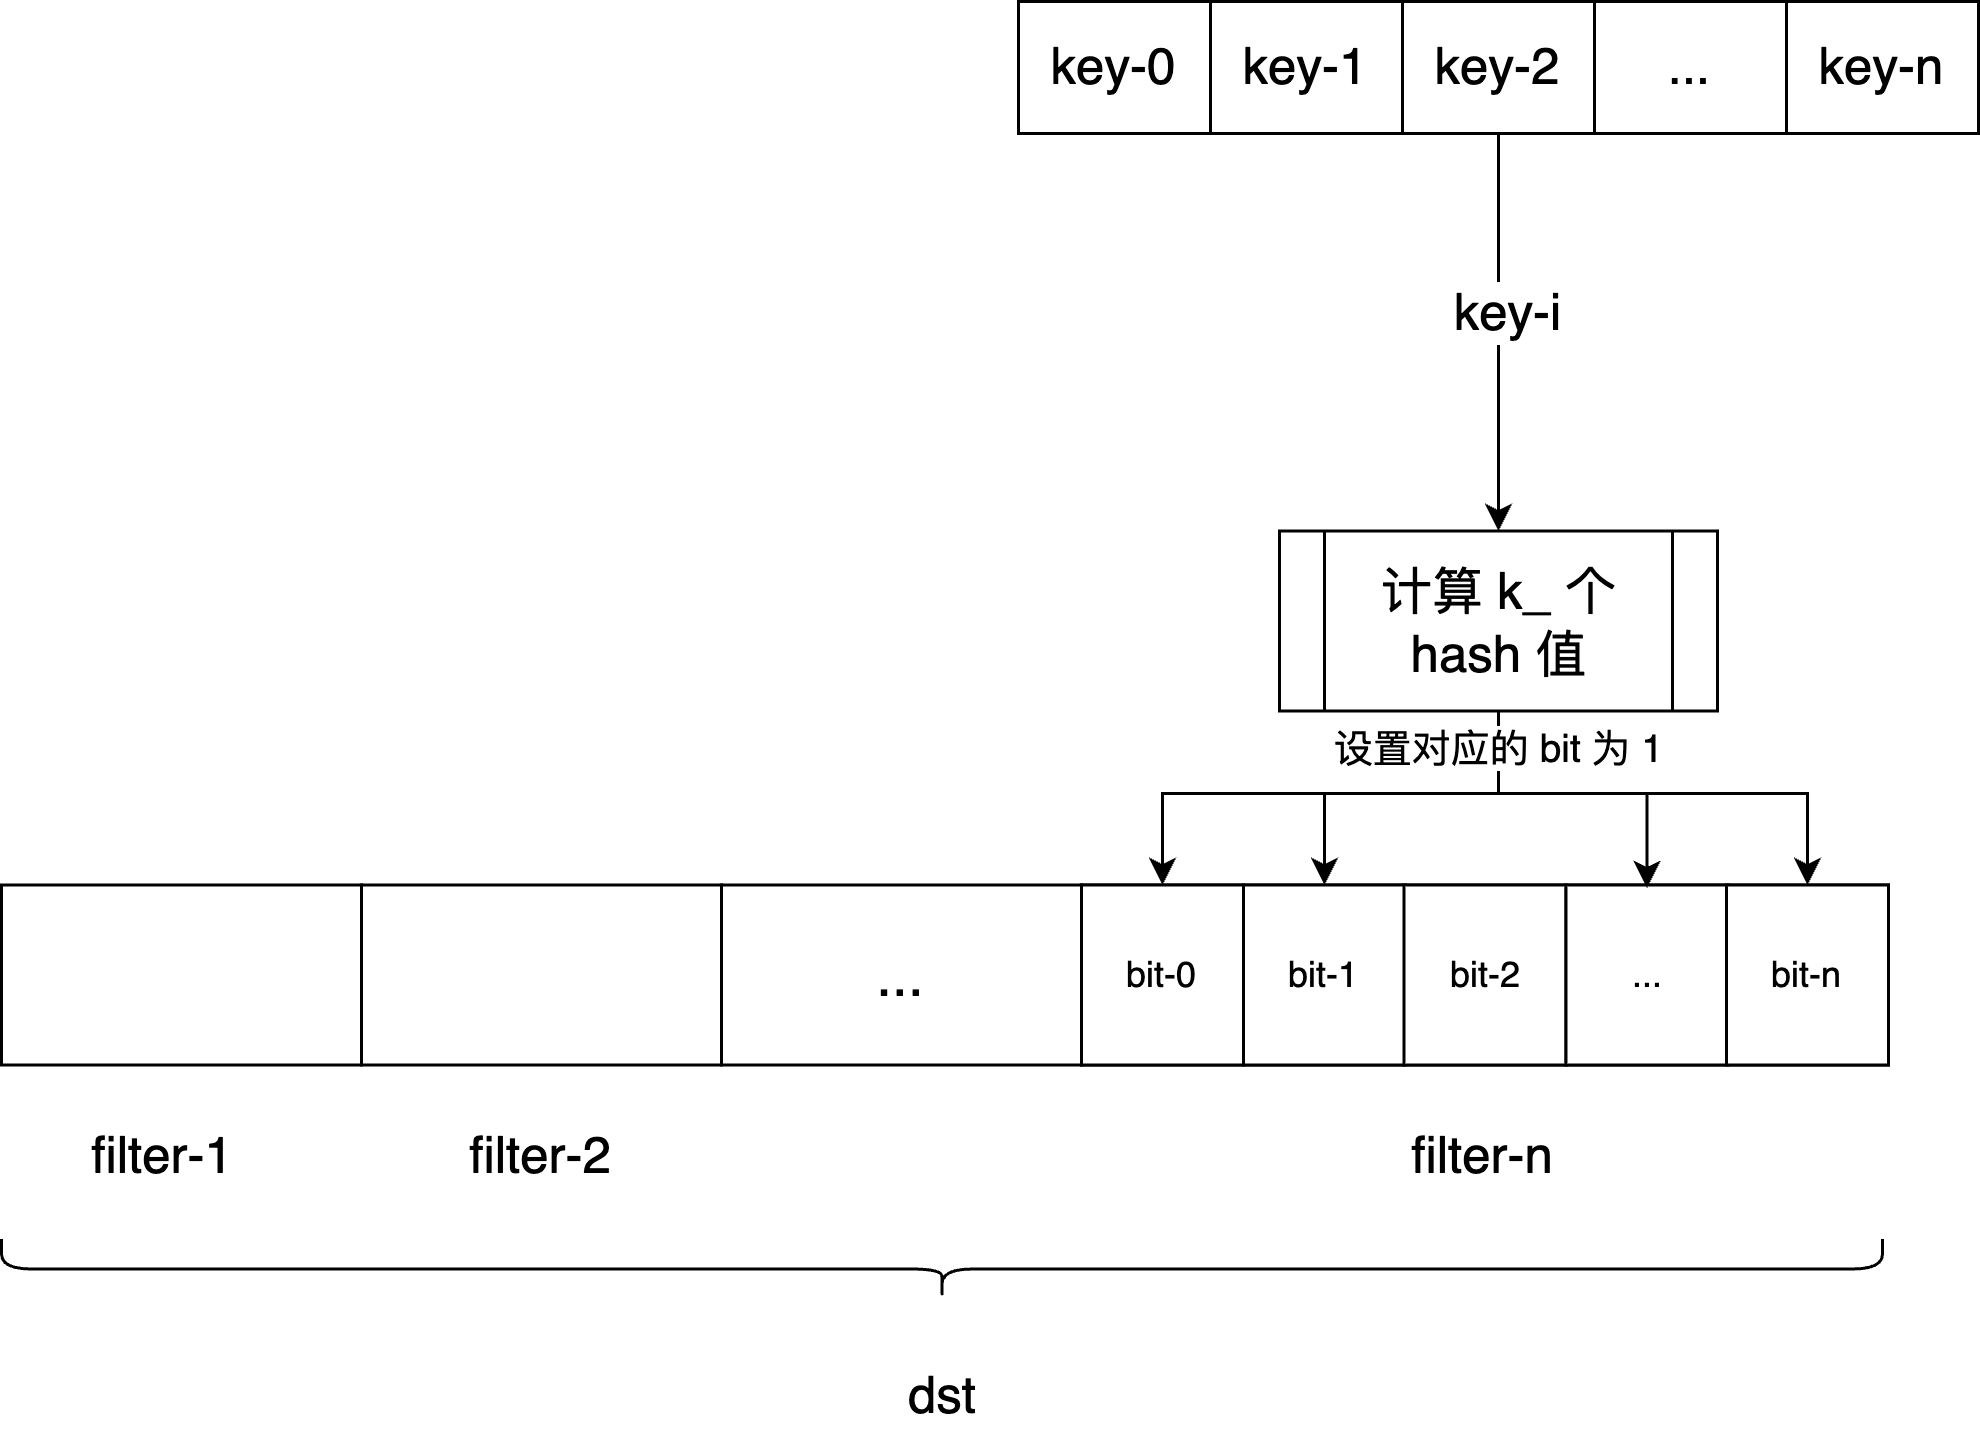 key-0 key-1 key-2 ... key-n
key-i
计算 k_ 个
hash 值
设置对应的 bit 为 1
... bit-0 bit-1 bit-2 ... bit-n
filter-1 filter-2 filter-n
dst